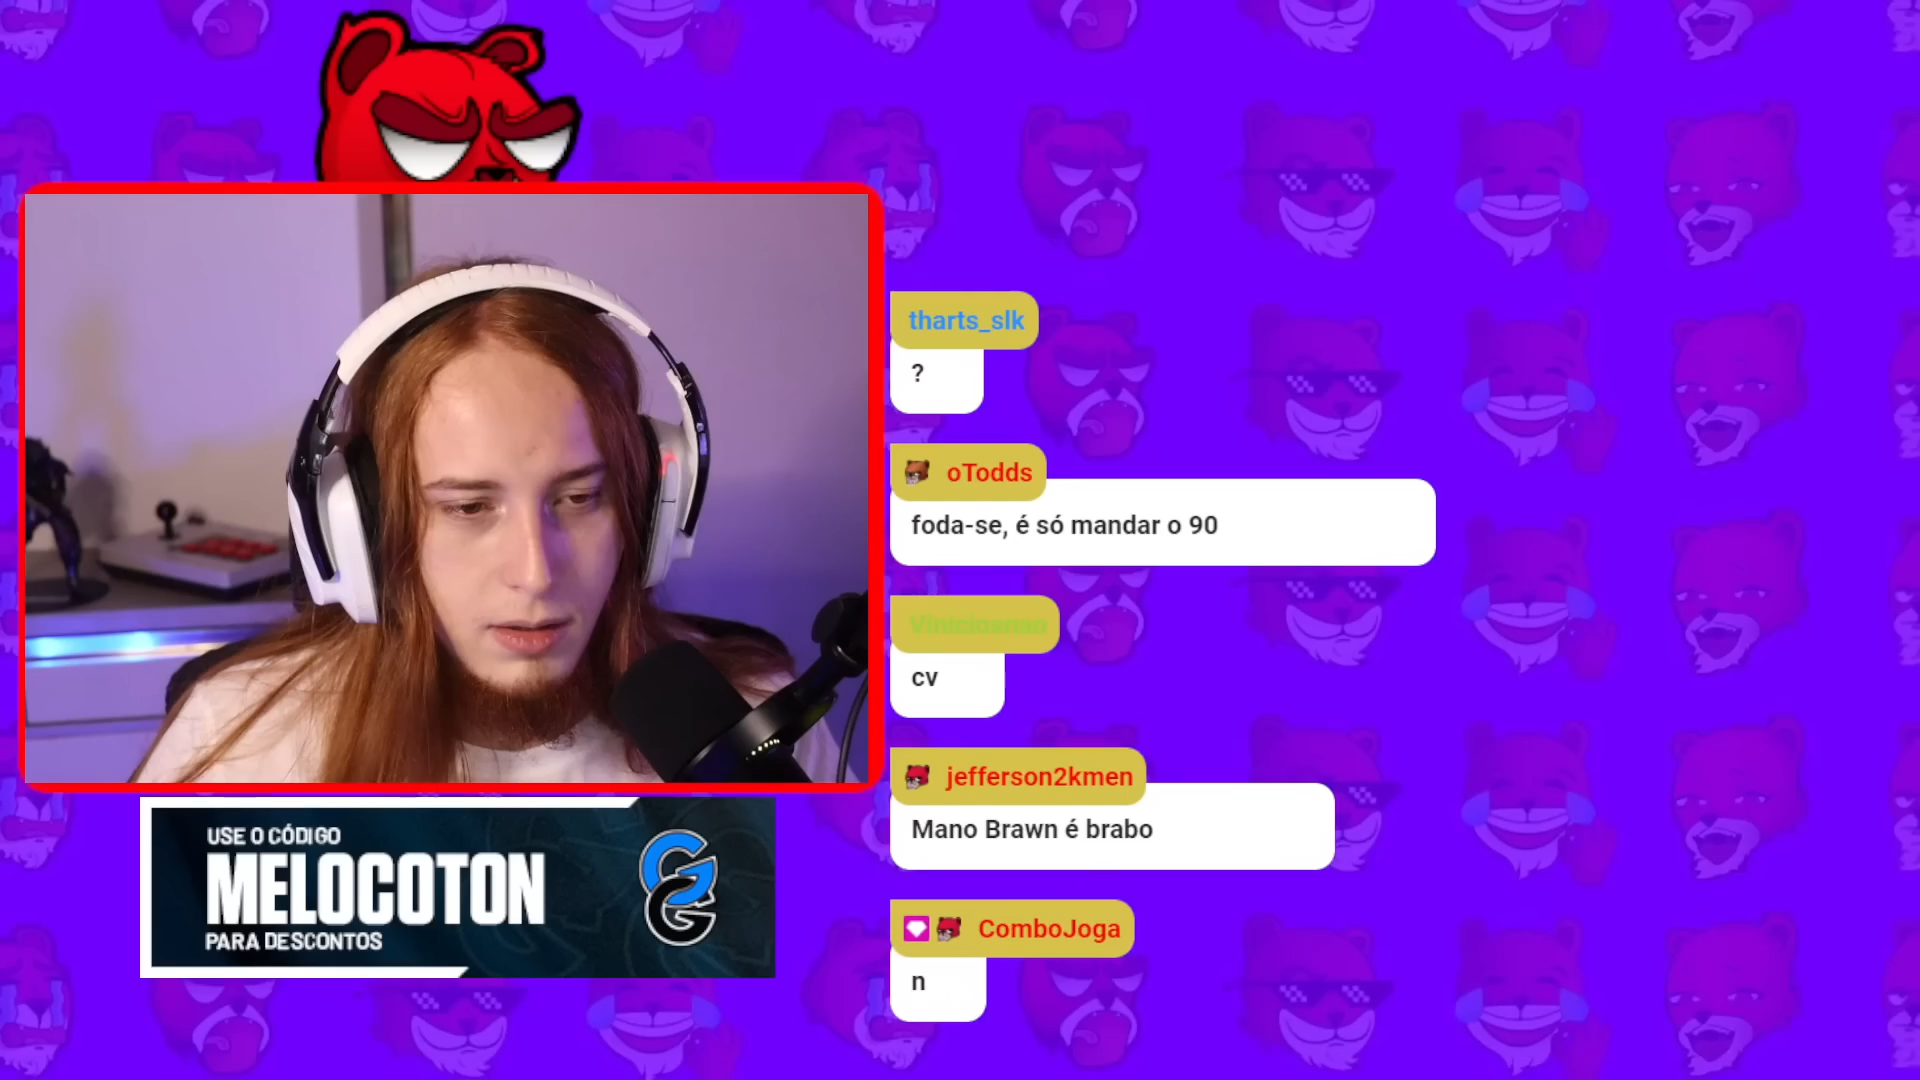 tharts_slk
?
oTodds
foda-se, é só mandar o 90
cv
jefferson2kmen
Mano Brawn é brabo
ComboJoga
n
USE O CÓDIGO
MELOCOTON
PARA DESCONTOS